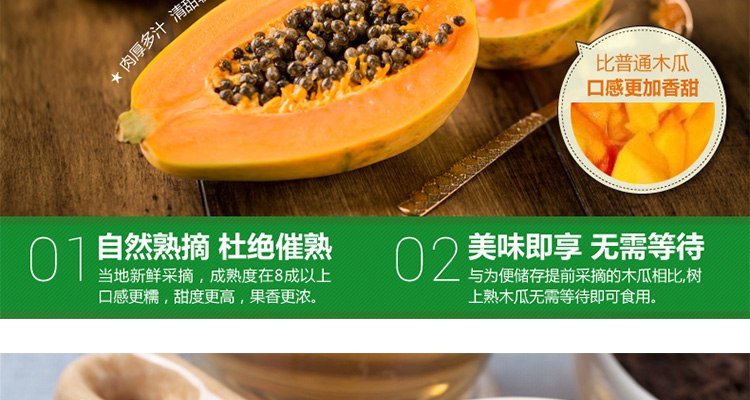 ★ 肉厚多汁 清甜
比普通木瓜
口感更加香甜
01 自然熟摘 杜绝催熟
当地新鲜采摘，成熟度在8成以上
口感更糯，甜度更高，果香更浓。
02 美味即享 无需等待
与为便储存提前采摘的木瓜相比,树
上熟木瓜无需等待即可食用。